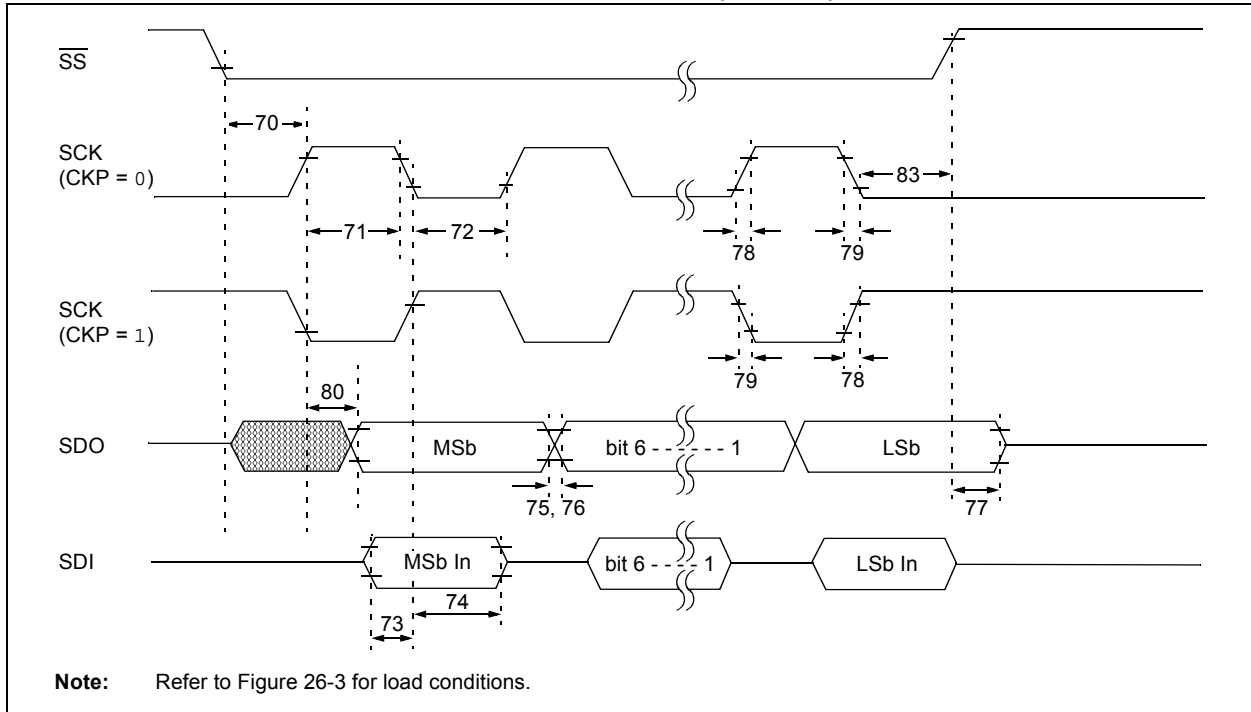 SS
70
SCK
(CKP = 0)
83
71
72
78
79
SCK
(CKP = 1)
79
78
80
SDO
MSb
bit 6 - - - - - - 1
LSb
75, 76
77
SDI
MSb In
bit 6 - - - - 1
LSb In
74
73
Note: Refer to Figure 26-3 for load conditions.